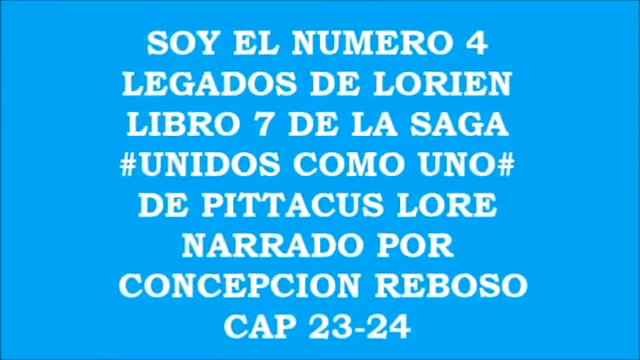 SOY EL NUMERO 4
LEGADOS DE LORIEN
LIBRO 7 DE LA SAGA
#UNIDOS COMO UNO#
DE PITTACUS LORE
NARRADO POR
CONCEPCION REBOSO
CAP 23-24